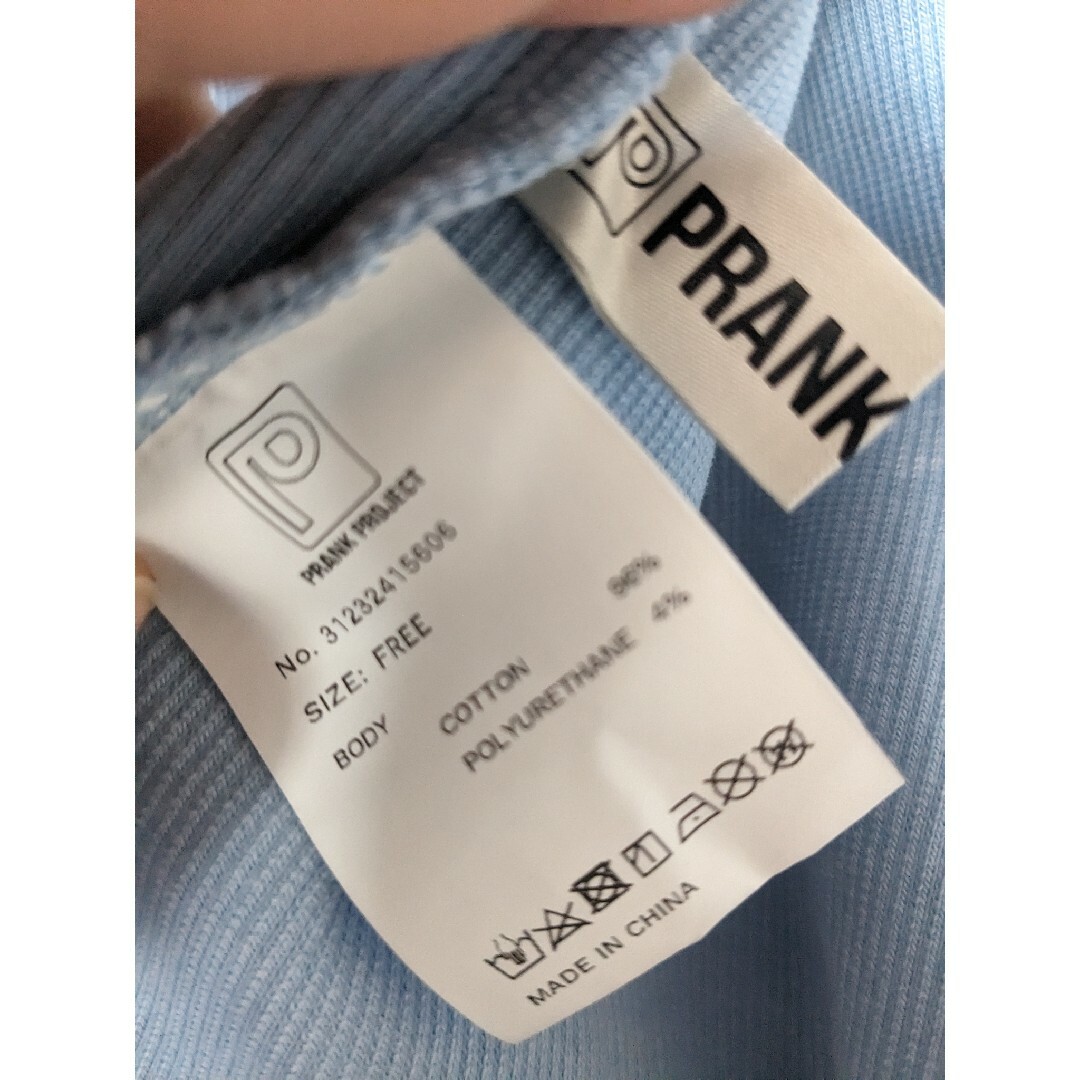 PRANK
PRANK PROJECT
No. 31232415606
SIZE: FREE
BODY COTTON 96%
POLYURETHANE 4%
MADE IN CHINA